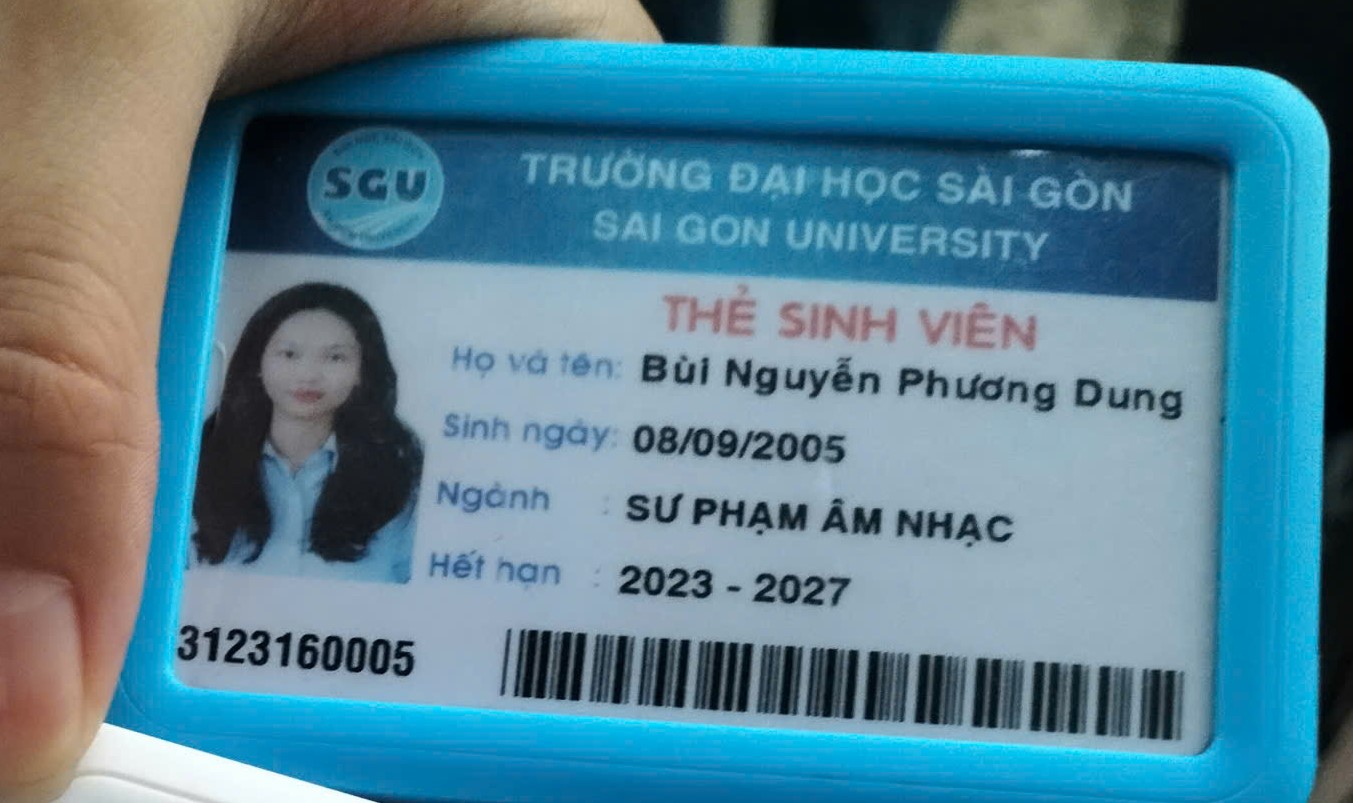 SGU
TRƯỜNG ĐẠI HỌC SÀI GÒN
SAI GON UNIVERSITY
THẺ SINH VIÊN
Họ và tên: Bùi Nguyễn Phương Dung
Sinh ngày: 08/09/2005
Ngành : SƯ PHẠM ÂM NHẠC
Hết hạn : 2023 - 2027
3123160005